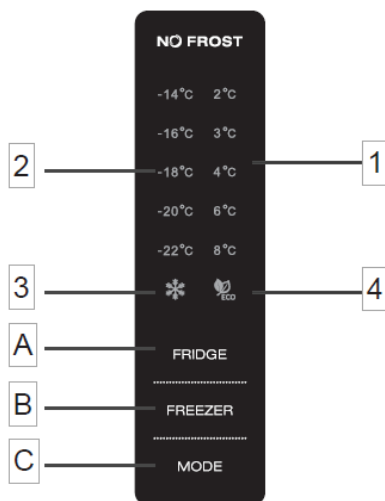 NO FROST
-14°C 2°C
-16°C 3°C
1
2
-18°C 4°C
-20°C 6°C
-22°C 8°C
3
ECO
4
A
FRIDGE
B
FREEZER
C
MODE